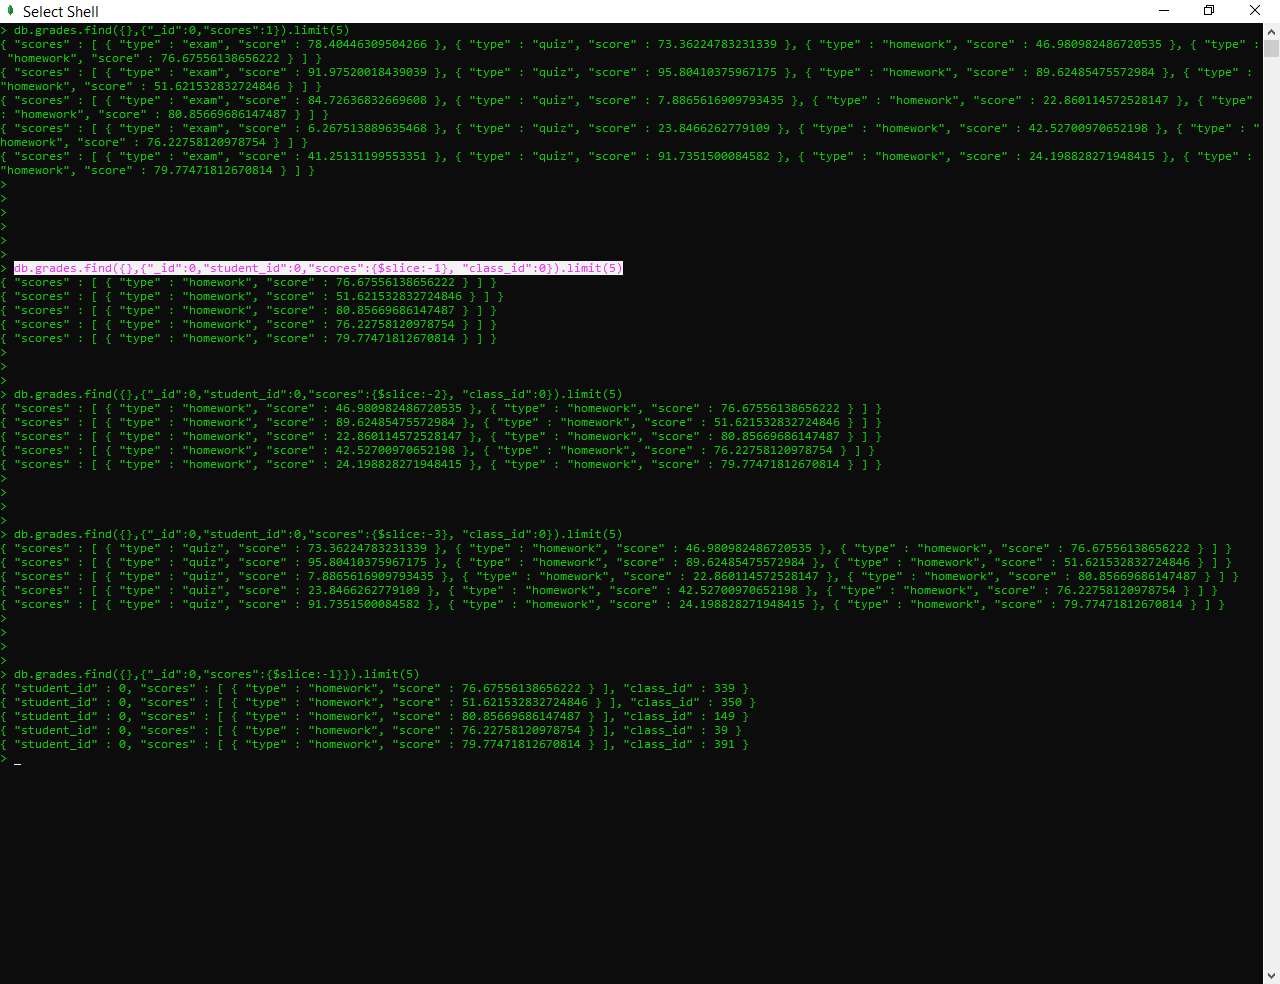 Select Shell
> db.grades.find({},{"_id":0,"scores":1}).limit(5)
{ "scores" : [ { "type" : "exam", "score" : 78.40446309504266 }, { "type" : "quiz", "score" : 73.36224783231339 }, { "type" : "homework", "score" : 46.980982486720535 }, { "type" :
"homework", "score" : 76.67556138656222 } ] }
{ "scores" : [ { "type" : "exam", "score" : 91.97520018439039 }, { "type" : "quiz", "score" : 95.80410375967175 }, { "type" : "homework", "score" : 89.62485475572984 }, { "type" :
"homework", "score" : 51.621532832724846 } ] }
{ "scores" : [ { "type" : "exam", "score" : 84.72636832669608 }, { "type" : "quiz", "score" : 7.8865616909793435 }, { "type" : "homework", "score" : 22.860114572528147 }, { "type"
: "homework", "score" : 80.85669686147487 } ] }
{ "scores" : [ { "type" : "exam", "score" : 6.267513889635468 }, { "type" : "quiz", "score" : 23.8466262779109 }, { "type" : "homework", "score" : 42.52700970652198 }, { "type" : "
homework", "score" : 76.22758120978754 } ] }
{ "scores" : [ { "type" : "exam", "score" : 41.25131199553351 }, { "type" : "quiz", "score" : 91.7351500084582 }, { "type" : "homework", "score" : 24.198828271948415 }, { "type" :
"homework", "score" : 79.77471812670814 } ] }
>
>
>
>
>
>
> db.grades.find({},{"_id":0,"student_id":0,"scores":{$slice:-1}, "class_id":0}).limit(5)
{ "scores" : [ { "type" : "homework", "score" : 76.67556138656222 } ] }
{ "scores" : [ { "type" : "homework", "score" : 51.621532832724846 } ] }
{ "scores" : [ { "type" : "homework", "score" : 80.85669686147487 } ] }
{ "scores" : [ { "type" : "homework", "score" : 76.22758120978754 } ] }
{ "scores" : [ { "type" : "homework", "score" : 79.77471812670814 } ] }
>
>
>
> db.grades.find({},{"_id":0,"student_id":0,"scores":{$slice:-2}, "class_id":0}).limit(5)
{ "scores" : [ { "type" : "homework", "score" : 46.980982486720535 }, { "type" : "homework", "score" : 76.67556138656222 } ] }
{ "scores" : [ { "type" : "homework", "score" : 89.62485475572984 }, { "type" : "homework", "score" : 51.621532832724846 } ] }
{ "scores" : [ { "type" : "homework", "score" : 22.860114572528147 }, { "type" : "homework", "score" : 80.85669686147487 } ] }
{ "scores" : [ { "type" : "homework", "score" : 42.52700970652198 }, { "type" : "homework", "score" : 76.22758120978754 } ] }
{ "scores" : [ { "type" : "homework", "score" : 24.198828271948415 }, { "type" : "homework", "score" : 79.77471812670814 } ] }
>
>
>
> db.grades.find({},{"_id":0,"student_id":0,"scores":{$slice:-3}, "class_id":0}).limit(5)
{ "scores" : [ { "type" : "quiz", "score" : 73.36224783231339 }, { "type" : "homework", "score" : 46.980982486720535 }, { "type" : "homework", "score" : 76.67556138656222 } ] }
{ "scores" : [ { "type" : "quiz", "score" : 95.80410375967175 }, { "type" : "homework", "score" : 89.62485475572984 }, { "type" : "homework", "score" : 51.621532832724846 } ] }
{ "scores" : [ { "type" : "quiz", "score" : 7.8865616909793435 }, { "type" : "homework", "score" : 22.860114572528147 }, { "type" : "homework", "score" : 80.85669686147487 } ] }
{ "scores" : [ { "type" : "quiz", "score" : 23.8466262779109 }, { "type" : "homework", "score" : 42.52700970652198 }, { "type" : "homework", "score" : 76.22758120978754 } ] }
{ "scores" : [ { "type" : "quiz", "score" : 91.7351500084582 }, { "type" : "homework", "score" : 24.198828271948415 }, { "type" : "homework", "score" : 79.77471812670814 } ] }
>
>
>
> db.grades.find({},{"_id":0,"scores":{$slice:-1}}).limit(5)
{ "student_id" : 0, "scores" : [ { "type" : "homework", "score" : 76.67556138656222 } ], "class_id" : 339 }
{ "student_id" : 0, "scores" : [ { "type" : "homework", "score" : 51.621532832724846 } ], "class_id" : 350 }
{ "student_id" : 0, "scores" : [ { "type" : "homework", "score" : 80.85669686147487 } ], "class_id" : 149 }
{ "student_id" : 0, "scores" : [ { "type" : "homework", "score" : 76.22758120978754 } ], "class_id" : 39 }
{ "student_id" : 0, "scores" : [ { "type" : "homework", "score" : 79.77471812670814 } ], "class_id" : 391 }
> _